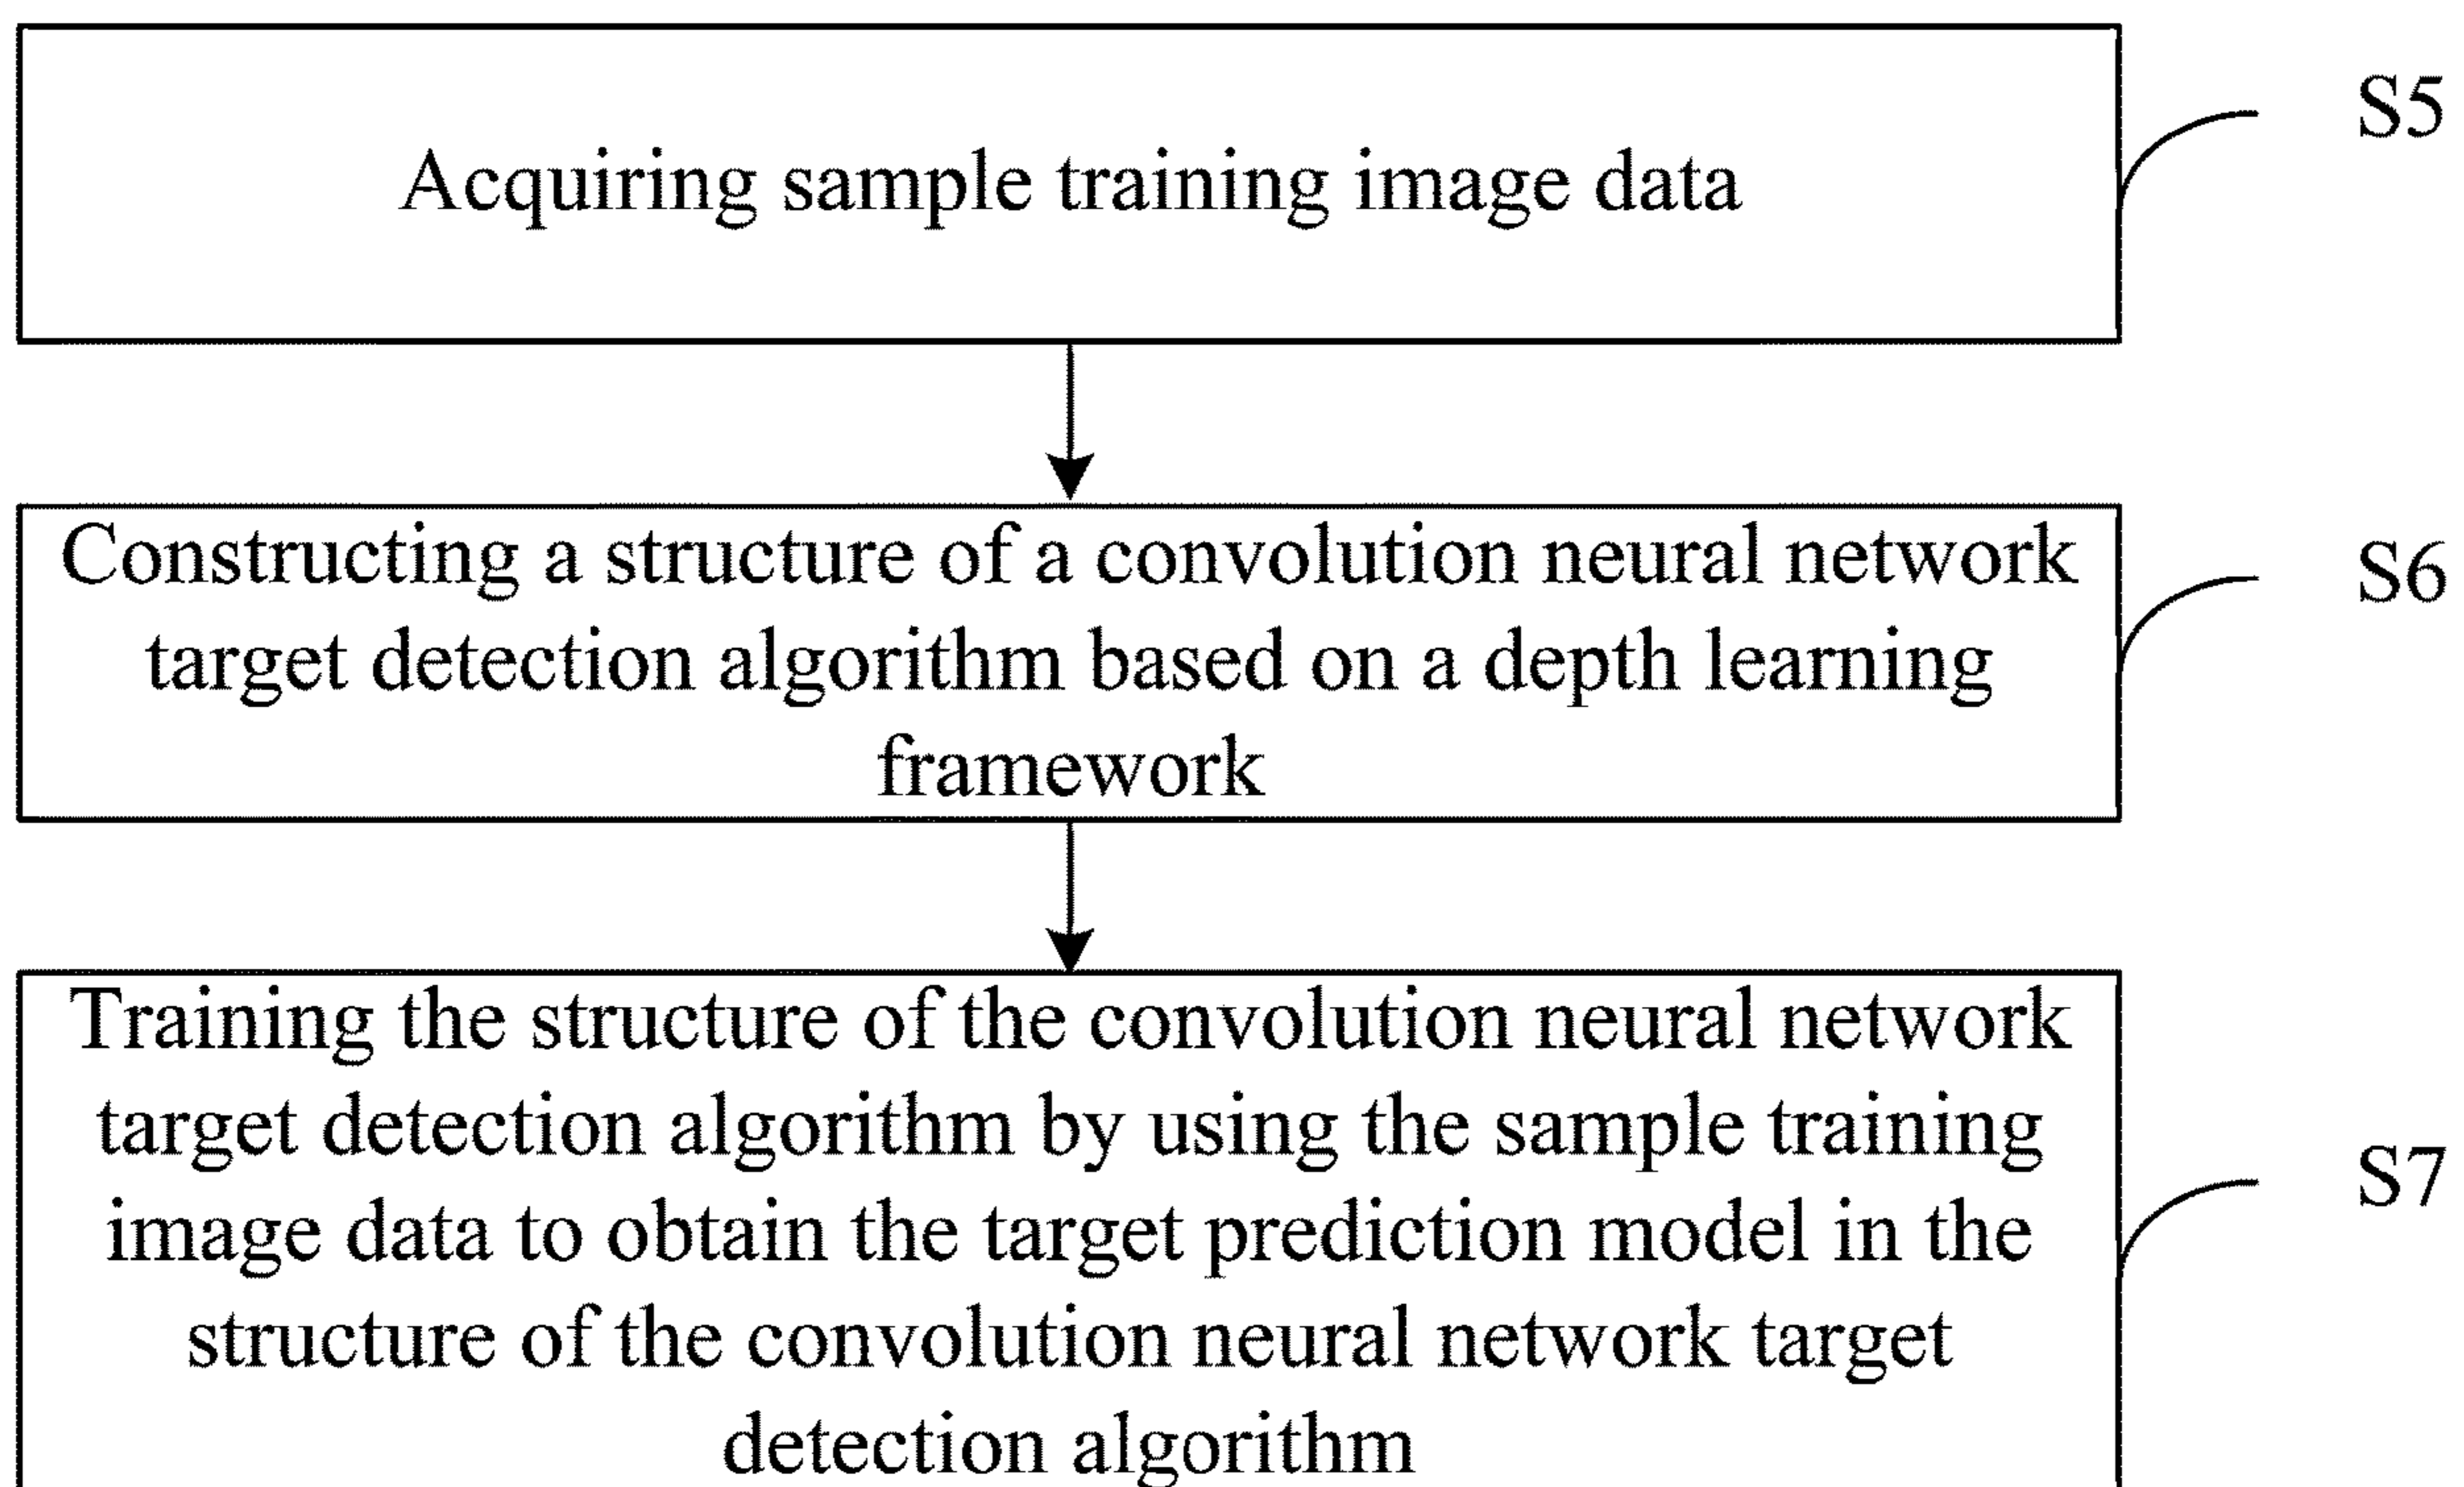 Acquiring sample training image data
S5
Constructing a structure of a convolution neural network
target detection algorithm based on a depth learning
framework
S6
Training the structure of the convolution neural network
target detection algorithm by using the sample training
image data to obtain the target prediction model in the
structure of the convolution neural network target
detection algorithm
S7